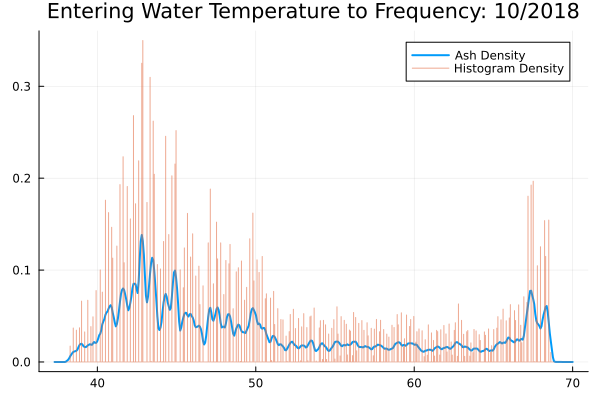 Entering Water Temperature to Frequency: 10/2018
Ash Density
Histogram Density
0.3
0.2
0.1
0.0
40 50 60 70